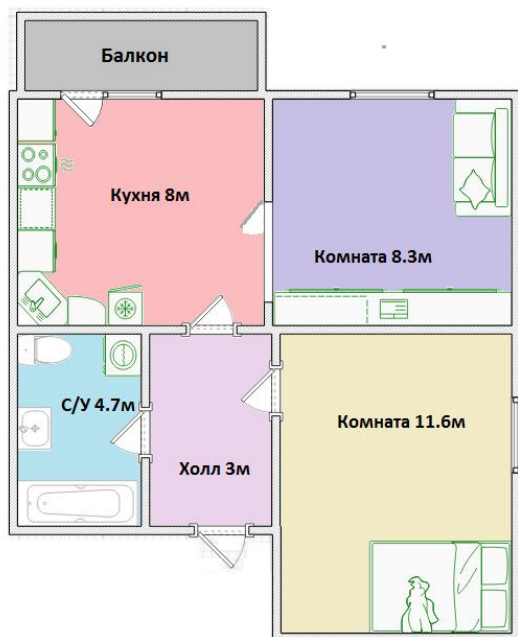 Балкон
Кухня 8м
Комната 8.3м
С/У 4.7м
Комната 11.6м
Холл 3м